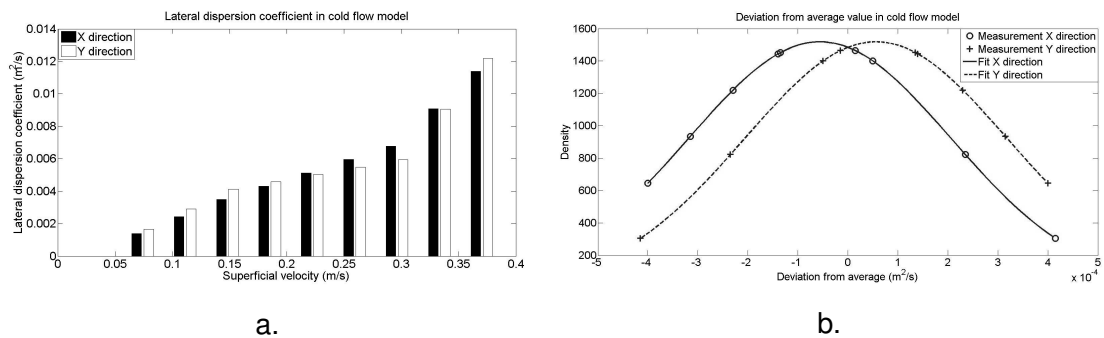 Lateral dispersion coefficient in cold flow model
0.014
0.012
0.01
0.008
0.006
0.004
0.002
0
Lateral dispersion coefficient (m²/s)
X direction
Y direction
0 0.05 0.1 0.15 0.2 0.25 0.3 0.35 0.4
Superficial velocity (m/s)
a.
Deviation from average value in cold flow model
1600
1400
1200
1000
800
600
400
200
Density
Measurement X direction
Measurement Y direction
Fit X direction
Fit Y direction
-5 -4 -3 -2 -1 0 1 2 3 4 5
Deviation from average (m²/s)
x 10⁻⁴
b.